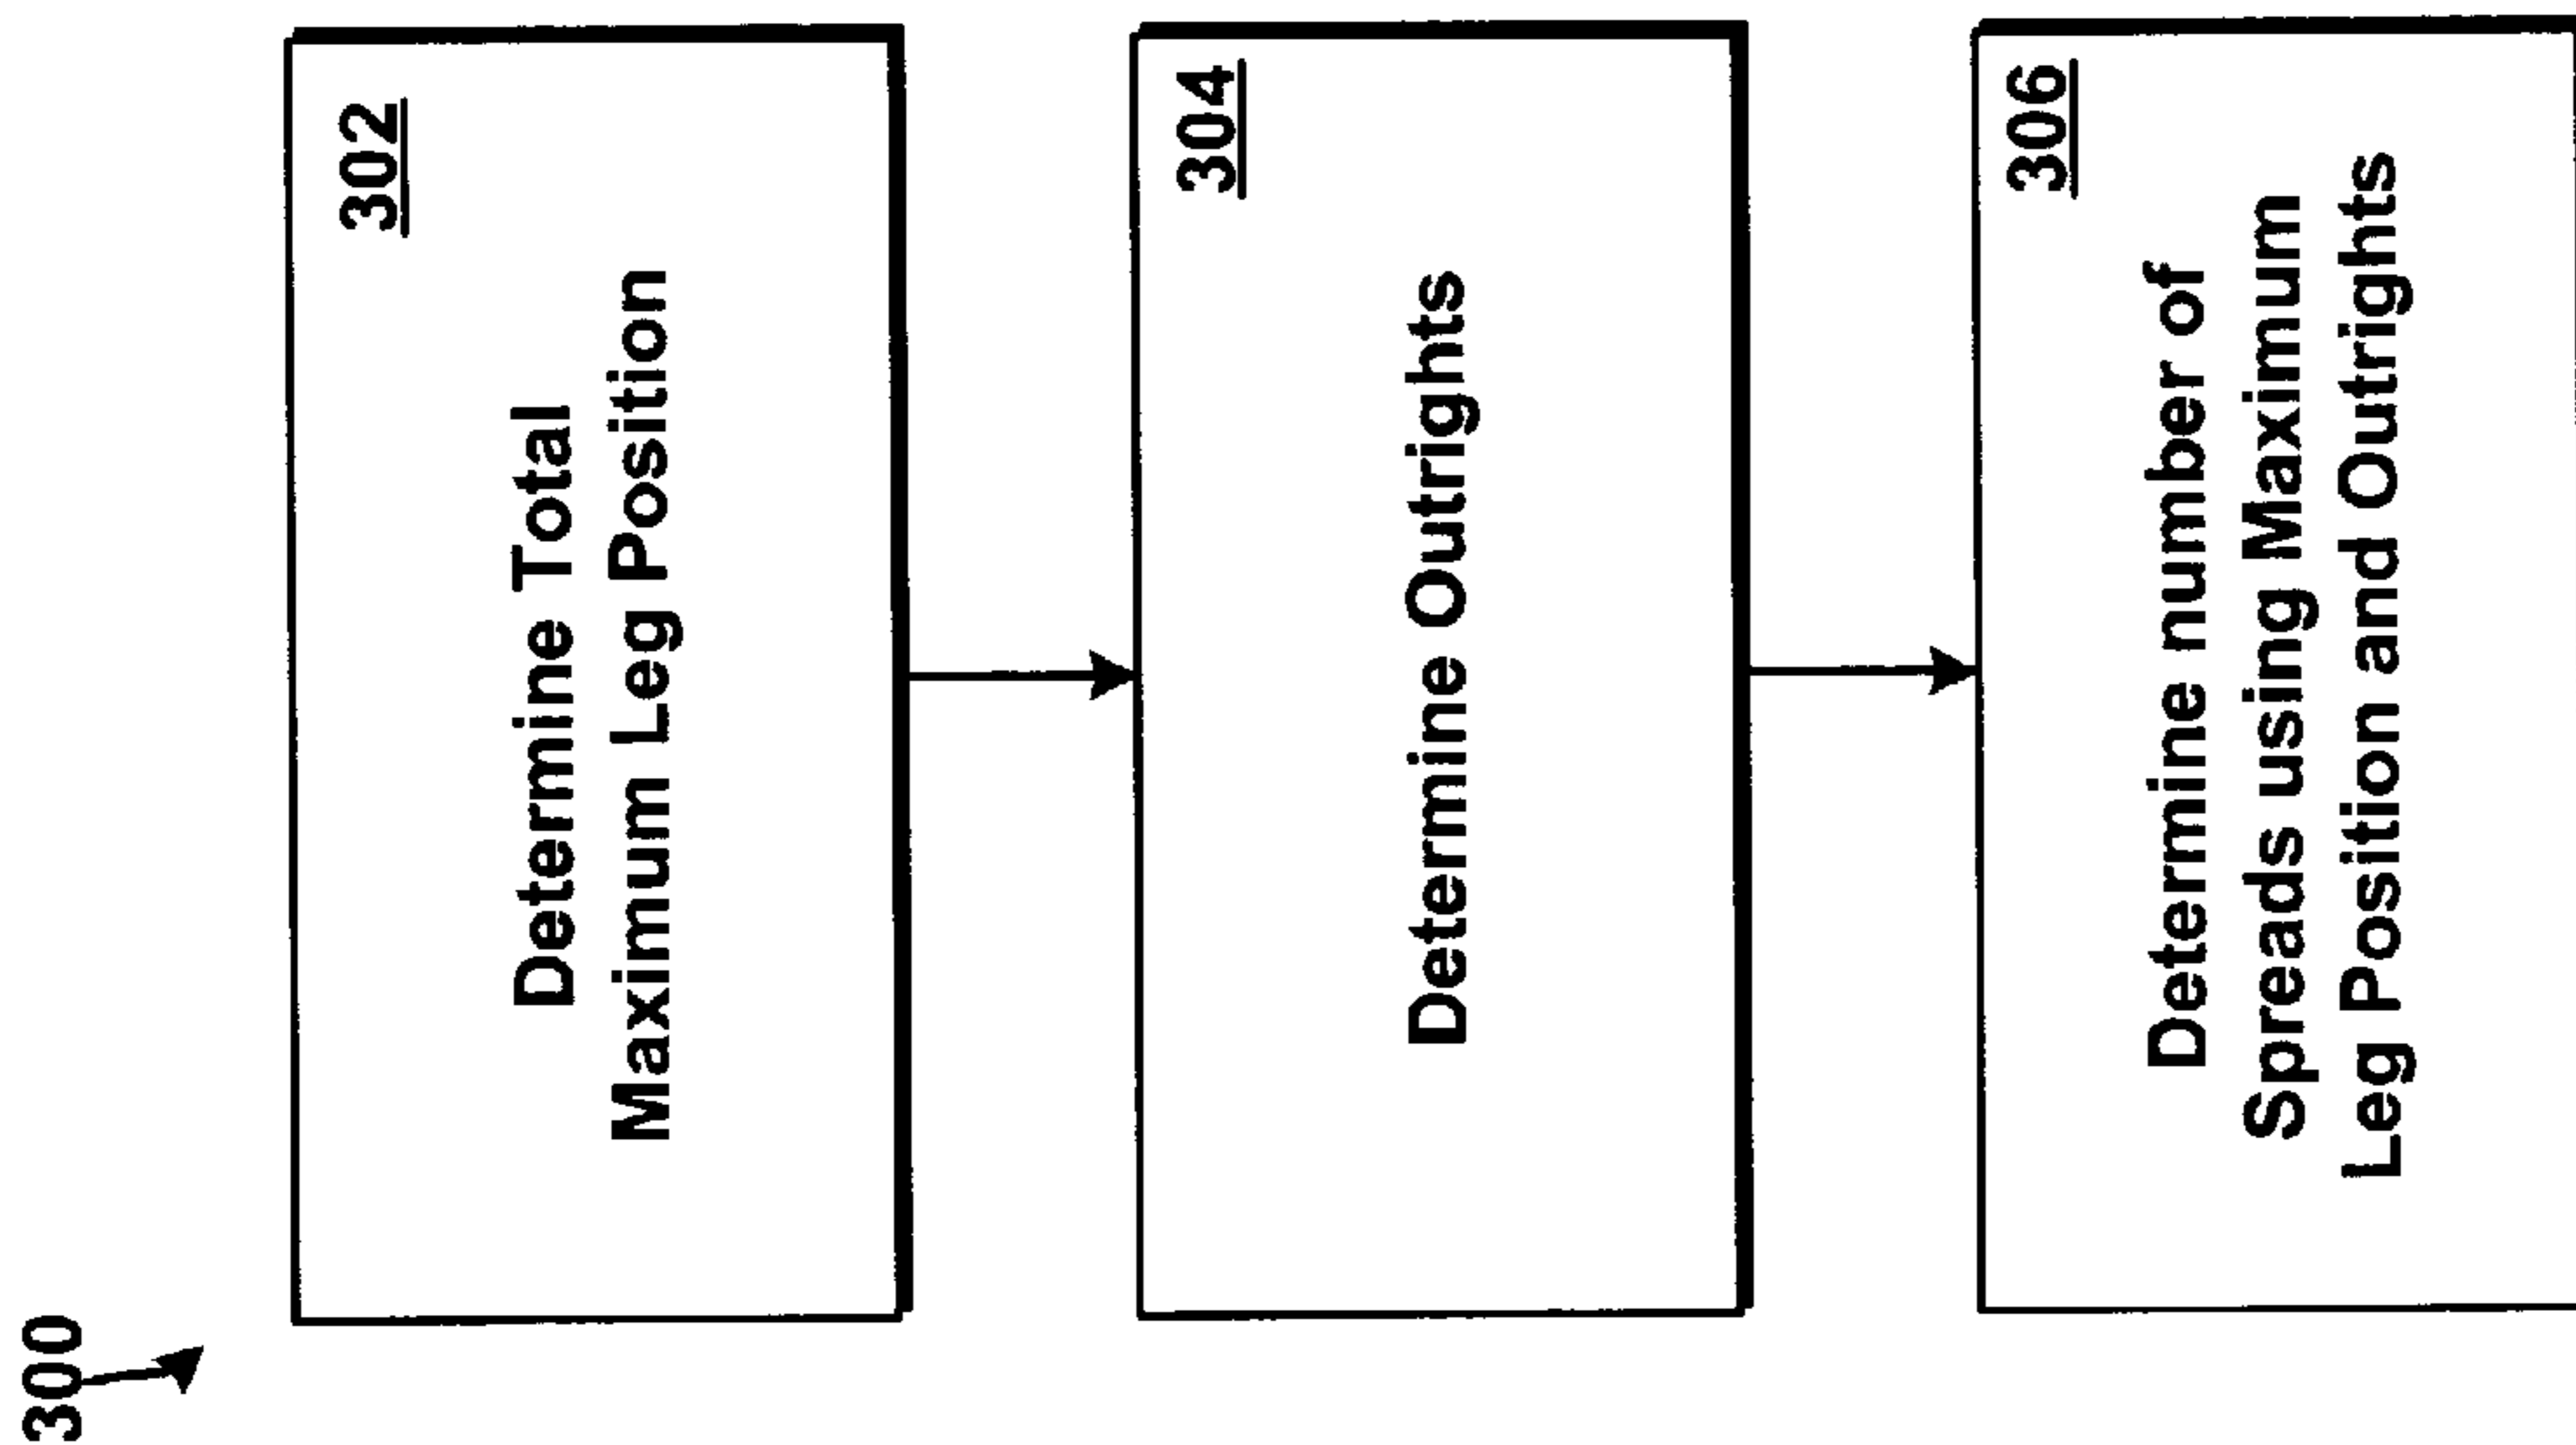 300
302
Determine Total
Maximum Leg Position
304
Determine Outrights
306
Determine number of
Spreads using Maximum
Leg Position and Outrights